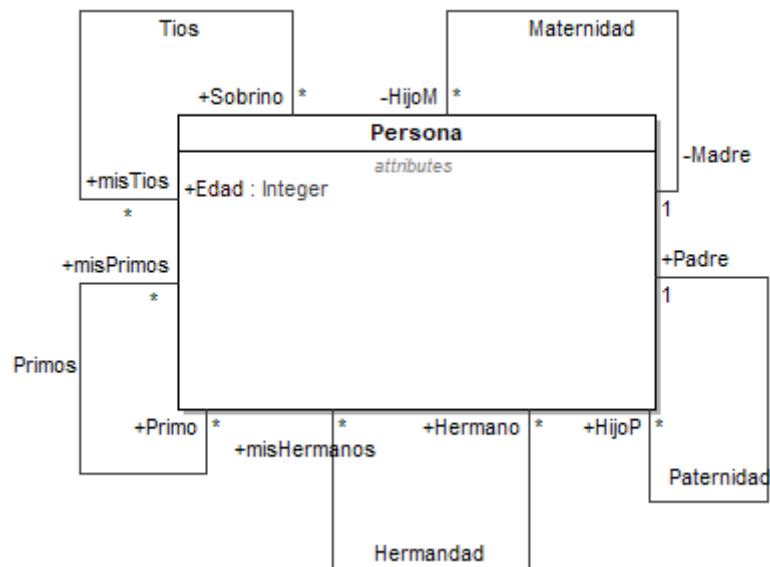 Tios
Maternidad
+Sobrino *
-HijoM *
Persona
attributes
+Edad : Integer
+misTios
*
-Madre
1
+misPrimos
*
+Padre
1
Primos
+Primo *
+misHermanos
*
+Hermano *
+HijoP *
Paternidad
Hermandad